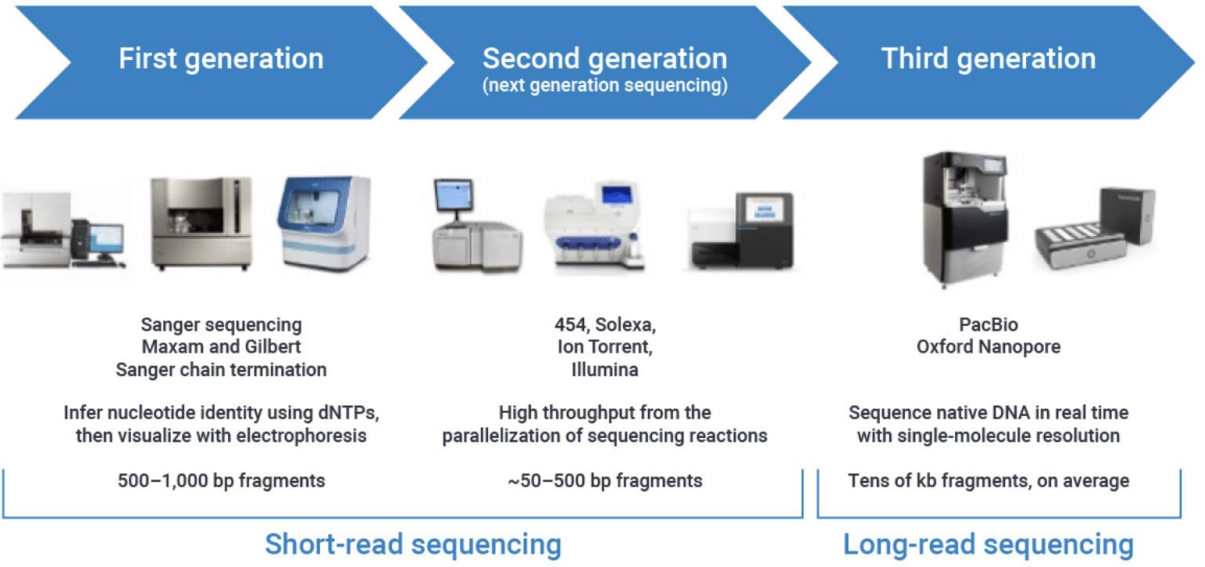 First generation
Second generation
(next generation sequencing)
Third generation
Sanger sequencing
Maxam and Gilbert
Sanger chain termination
454, Solexa,
Ion Torrent,
Illumina
PacBio
Oxford Nanopore
Infer nucleotide identity using dNTPs,
then visualize with electrophoresis
High throughput from the
parallelization of sequencing reactions
Sequence native DNA in real time
with single-molecule resolution
500–1,000 bp fragments
~50–500 bp fragments
Tens of kb fragments, on average
Short-read sequencing
Long-read sequencing